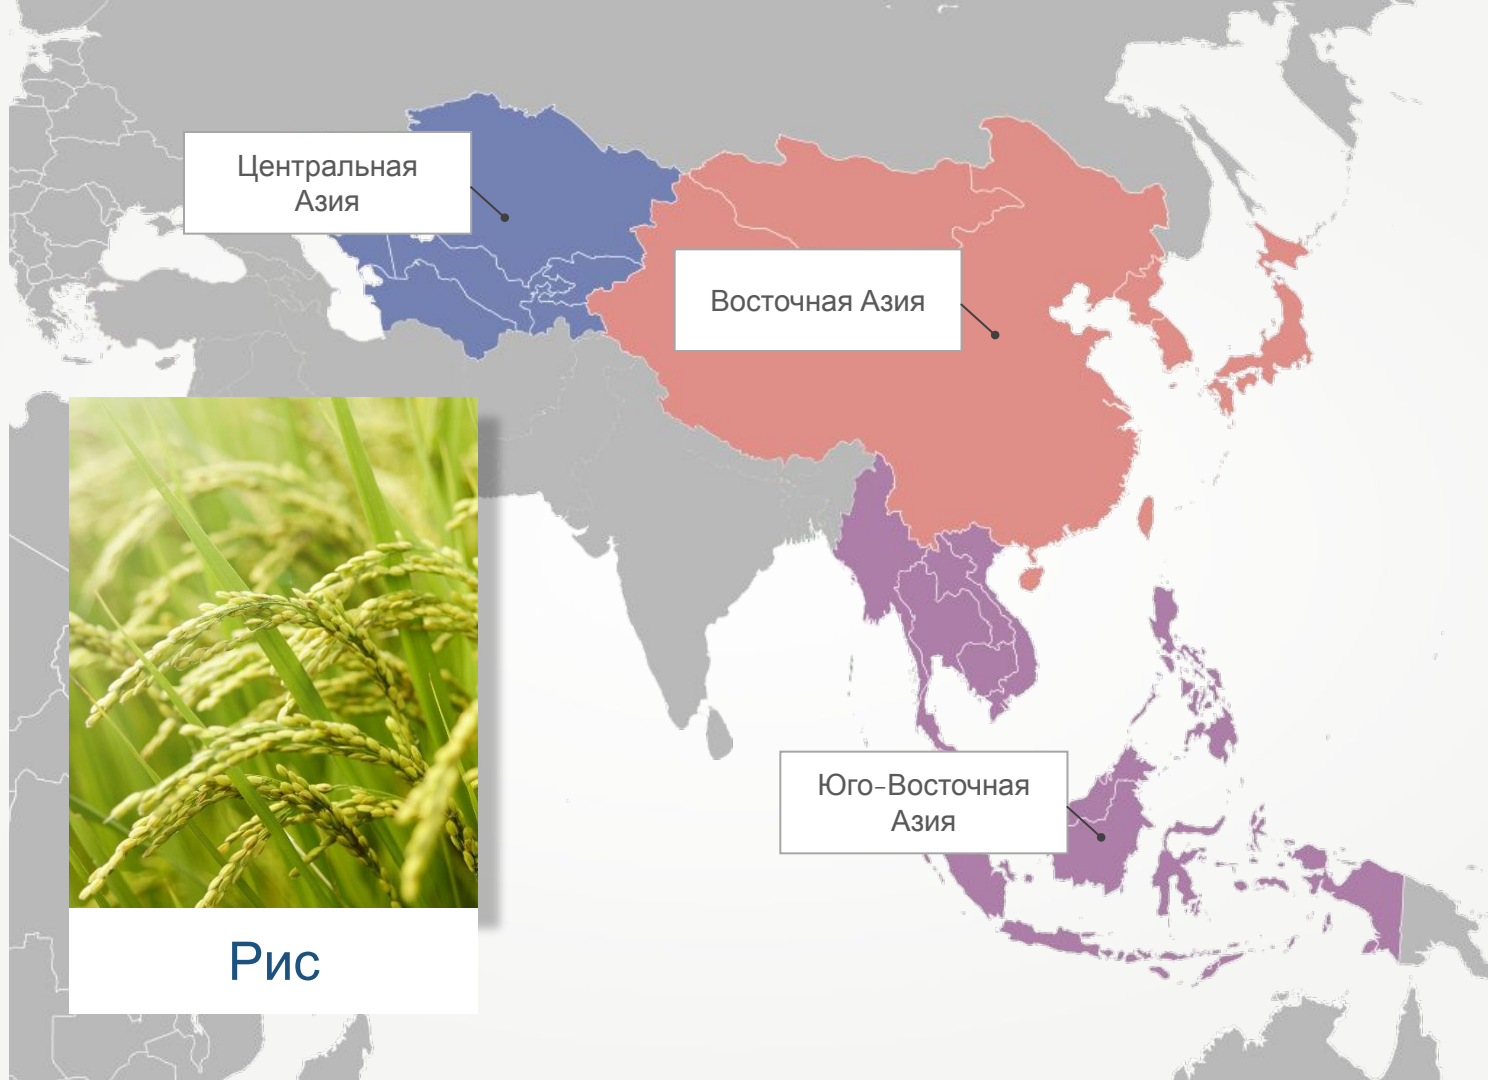 Центральная
Азия
Восточная Азия
Юго-Восточная
Азия
Рис